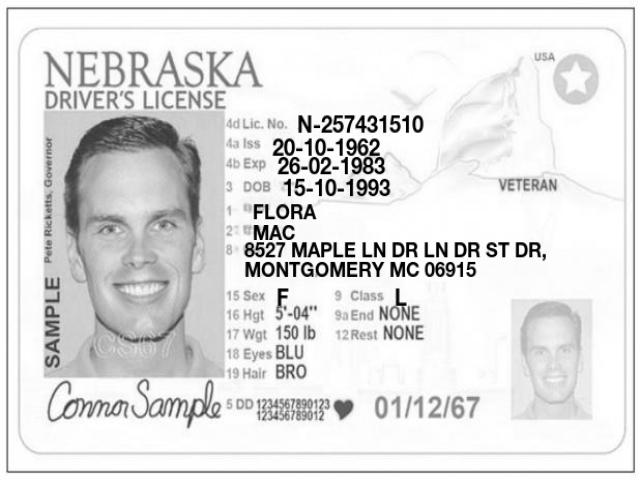 NEBRASKA
USA
DRIVER'S LICENSE
4d Lic. No. N-257431510
4a Iss 20-10-1962
4b Exp 26-02-1983
3 DOB 15-10-1993
VETERAN
1 FLORA
2 MAC
8 8527 MAPLE LN DR LN DR ST DR,
MONTGOMERY MC 06915
Pete Ricketts, Governor
SAMPLE
CS67
15 Sex F 9 Class L
16 Hgt 5'-04" 9a End NONE
17 Wgt 150 lb 12 Rest NONE
18 Eyes BLU
19 Hair BRO
Connor Sample
5 DD 1234567890123
123456789012
01/12/67